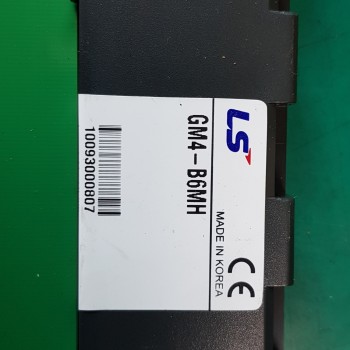 LS
GM4-B6MH
MADE IN KOREA
CE
10093000807